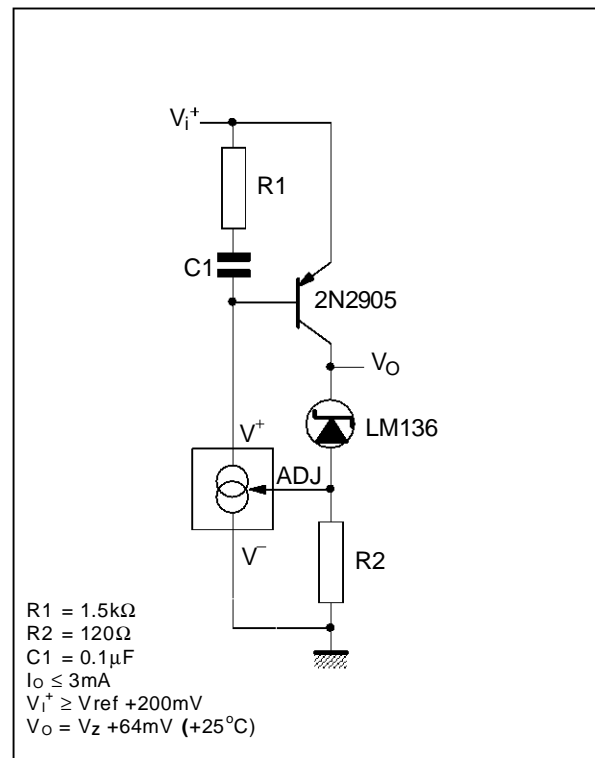 Vi+
R1
C1
2N2905
VO
V+
LM136
ADJ
V−
R2
R1 = 1.5kΩ
R2 = 120Ω
C1 = 0.1μF
IO ≤ 3mA
VI+ ≥ Vref +200mV
VO = VZ +64mV (+25°C)